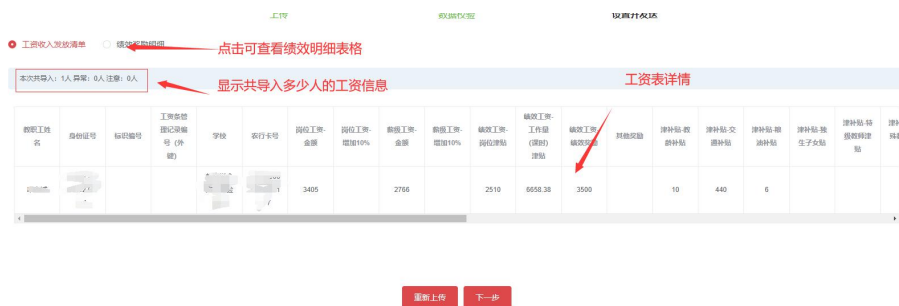 上传
数据校验
设置并发送
工资收入发放清单
绩效奖励明细
点击可查看绩效明细表格
本次共导入：1人 异常：0人 注意：0人
显示共导入多少人的工资信息
工资表详情
教职工姓名
身份证号
标识编号
工资条管理记录编号（外键）
学校
农行卡号
岗位工资-金额
岗位工资-增加10%
薪级工资-金额
薪级工资-增加10%
绩效工资-岗位津贴
绩效工资-工作量（课时）津贴
绩效工资-绩效奖励
其他奖励
津补贴-教龄补贴
津补贴-交通补贴
津补贴-粮油补贴
津补贴-独生子女贴
津补贴-特级教师津贴
3405
2766
2510
6658.38
3500
10
440
6
重新上传
下一步